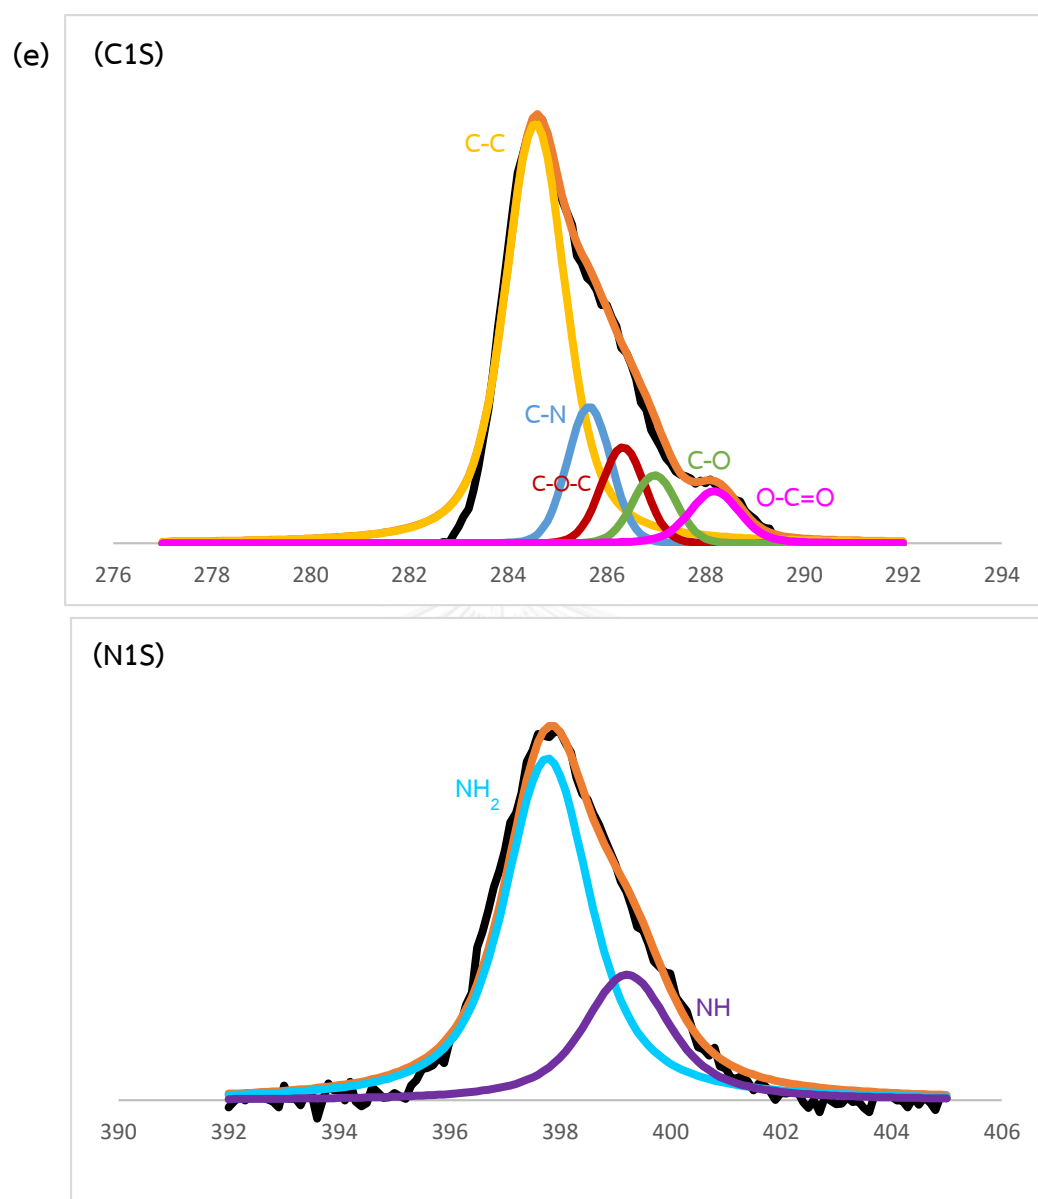 (e)
(C1S)
C-C
C-N
C-O-C
C-O
O-C=O
276 278 280 282 284 286 288 290 292 294
(N1S)
NH2
NH
390 392 394 396 398 400 402 404 406